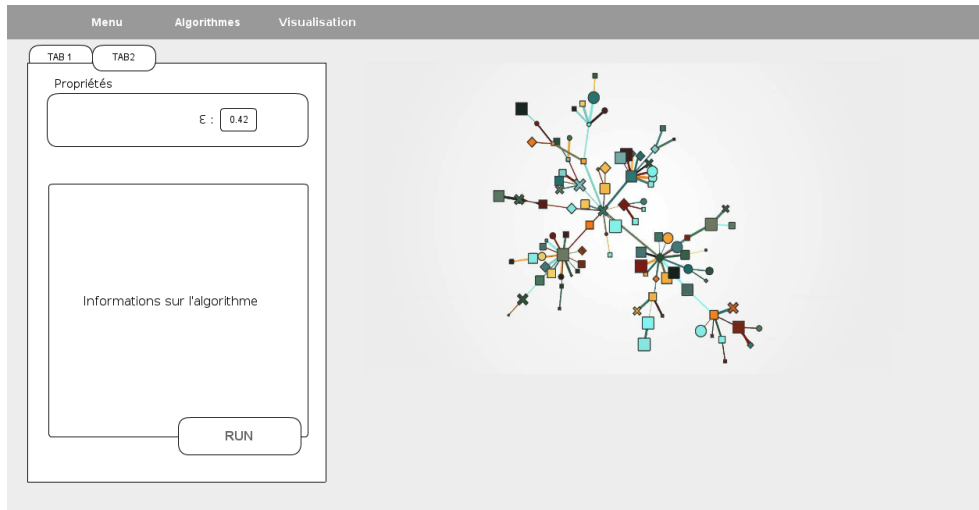 Menu Algorithmes Visualisation
TAB 1 TAB2
Propriétés
Ɛ : 0.42
Informations sur l'algorithme
RUN